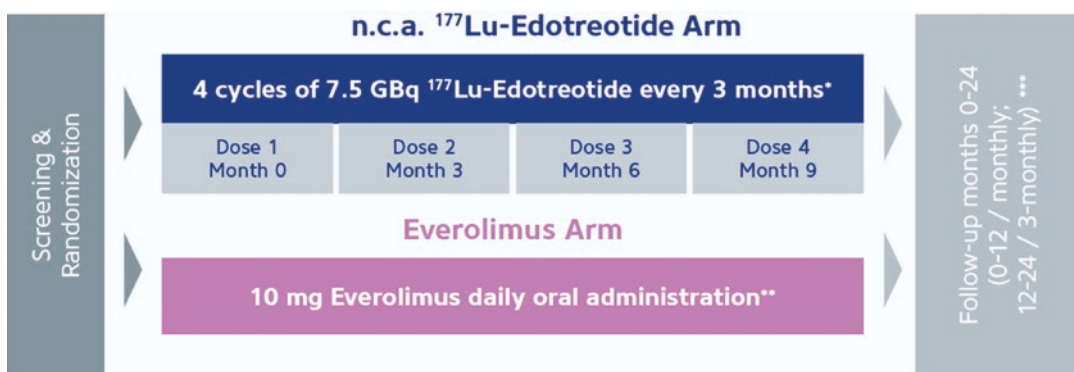 n.c.a. ¹⁷⁷Lu-Edotreotide Arm
Screening &
Randomization
4 cycles of 7.5 GBq ¹⁷⁷Lu-Edotreotide every 3 months*
Dose 1
Month 0
Dose 2
Month 3
Dose 3
Month 6
Dose 4
Month 9
Everolimus Arm
10 mg Everolimus daily oral administration**
Follow-up months 0-24
(0-12 / monthly;
12-24 / 3-monthly) ***